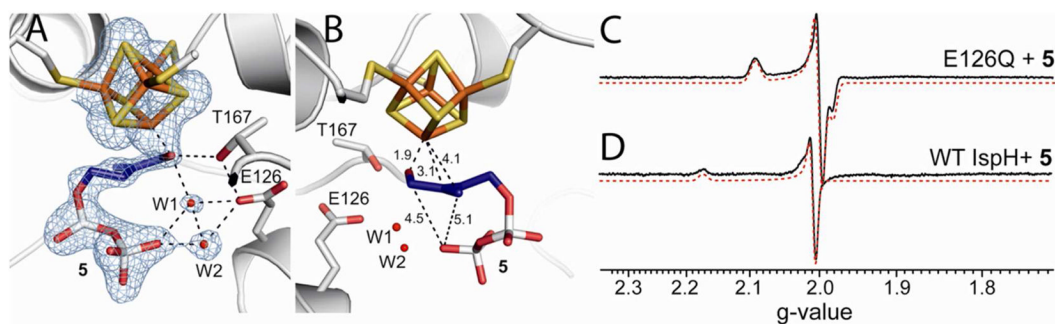 A
T167
E126
W1
W2
5
B
T167
1.9
3.1
4.1
E126
4.5
5.1
W1
W2
5
C
E126Q + 5
D
WT IspH+ 5
2.3 2.2 2.1 2.0 1.9 1.8
g-value